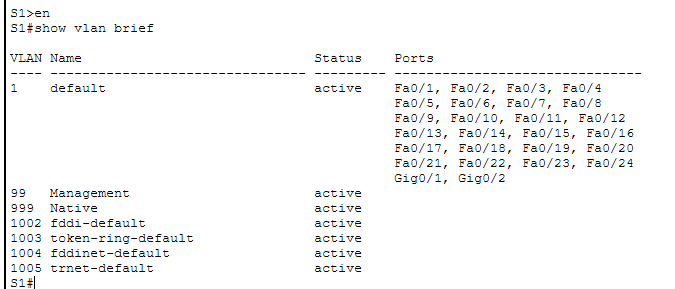 S1>en
S1#show vlan brief
VLAN Name                             Status    Ports
---- -------------------------------- --------- -------------------------------
1    default                          active    Fa0/1, Fa0/2, Fa0/3, Fa0/4
                                                Fa0/5, Fa0/6, Fa0/7, Fa0/8
                                                Fa0/9, Fa0/10, Fa0/11, Fa0/12
                                                Fa0/13, Fa0/14, Fa0/15, Fa0/16
                                                Fa0/17, Fa0/18, Fa0/19, Fa0/20
                                                Fa0/21, Fa0/22, Fa0/23, Fa0/24
                                                Gig0/1, Gig0/2
99   Management                       active
999  Native                           active
1002 fddi-default                     active
1003 token-ring-default               active
1004 fddinet-default                  active
1005 trnet-default                    active
S1#